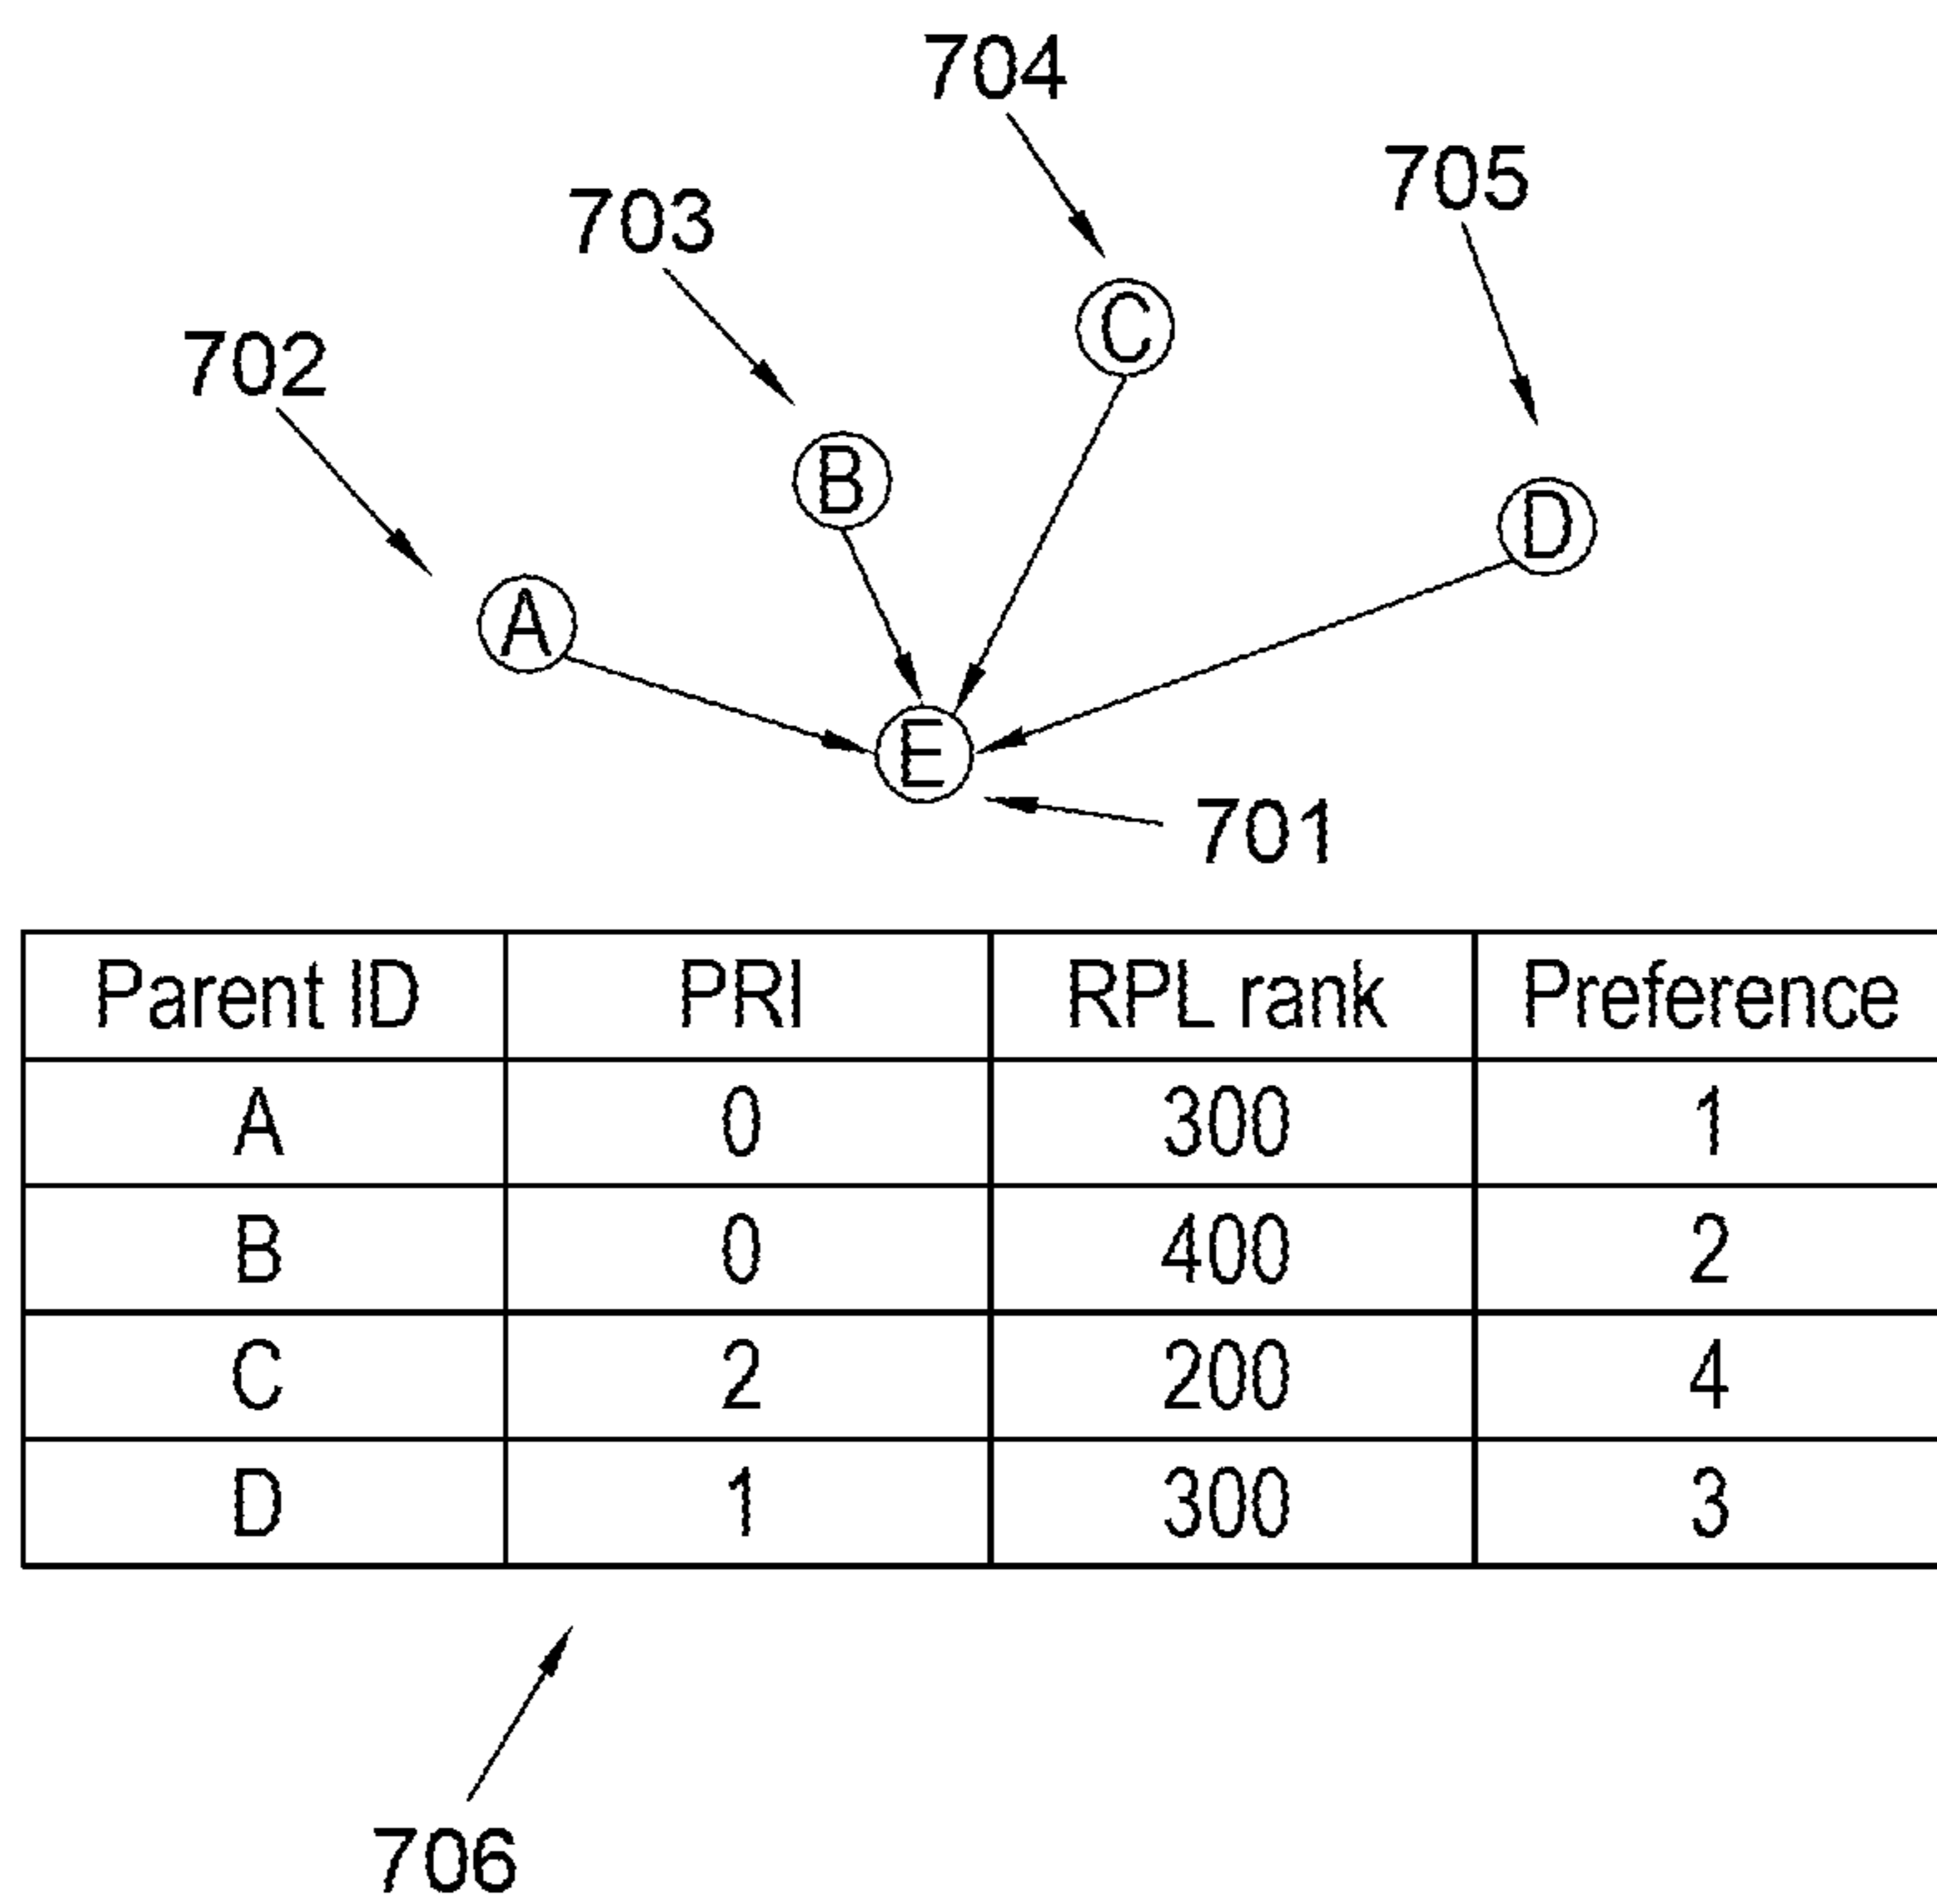 704
705
703
702
C
B
D
A
E
701
Parent ID PRI RPL rank Preference
A 0 300 1
B 0 400 2
C 2 200 4
D 1 300 3
706